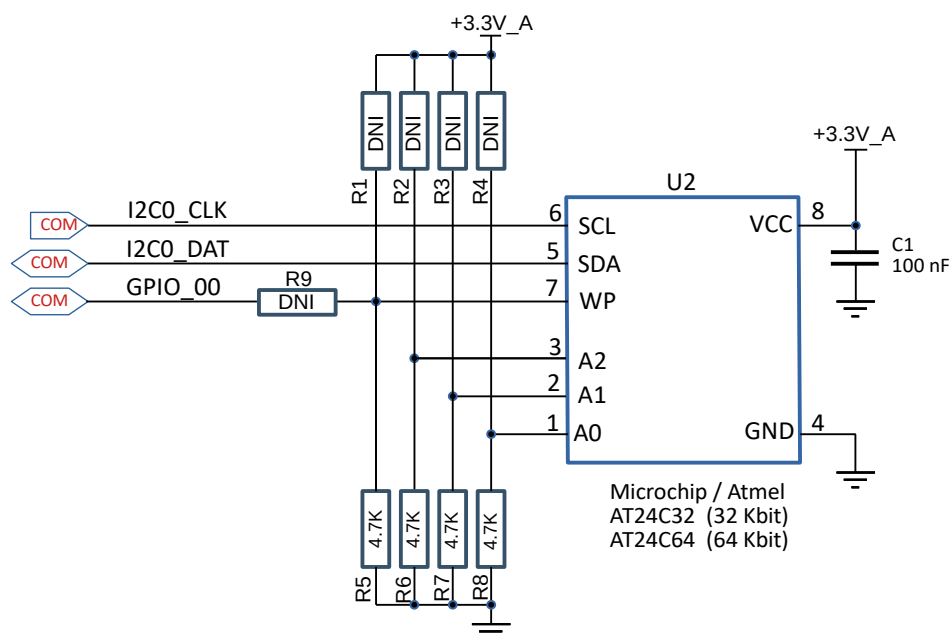 +3.3V_A
DNI
DNI
DNI
DNI
R1
R2
R3
R4
+3.3V_A
U2
COM
I2C0_CLK
6
SCL
VCC
8
C1
100 nF
COM
I2C0_DAT
5
SDA
COM
GPIO_00
R9
DNI
7
WP
3
A2
2
A1
1
A0
GND
4
4.7K
4.7K
4.7K
4.7K
R5
R6
R7
R8
Microchip / Atmel
AT24C32 (32 Kbit)
AT24C64 (64 Kbit)